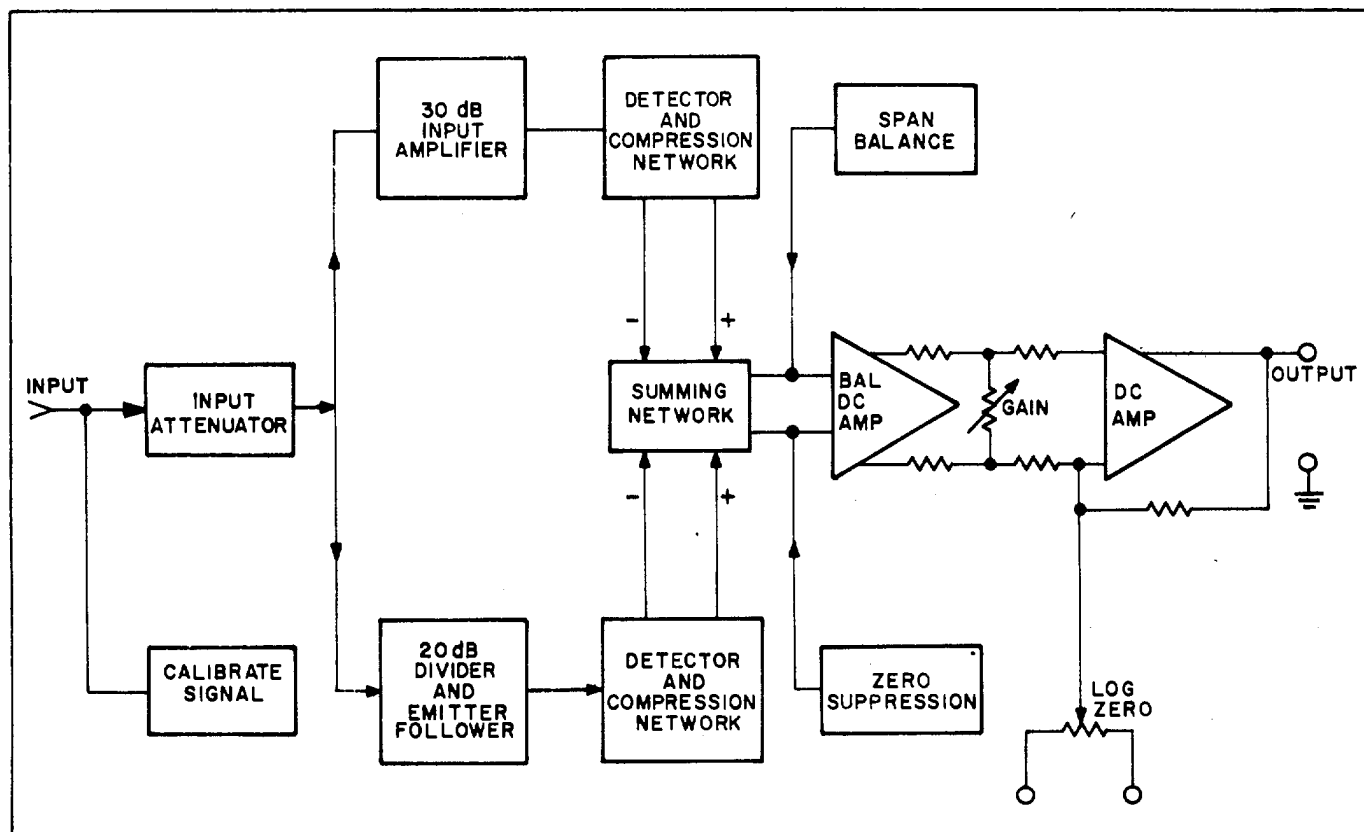 30 dB
INPUT
AMPLIFIER
DETECTOR
AND
COMPRESSION
NETWORK
SPAN
BALANCE
-
+
INPUT
INPUT
ATTENUATOR
SUMMING
NETWORK
BAL
DC
AMP
GAIN
DC
AMP
OUTPUT
-
+
CALIBRATE
SIGNAL
20 dB
DIVIDER
AND
EMITTER
FOLLOWER
DETECTOR
AND
COMPRESSION
NETWORK
ZERO
SUPPRESSION
LOG
ZERO